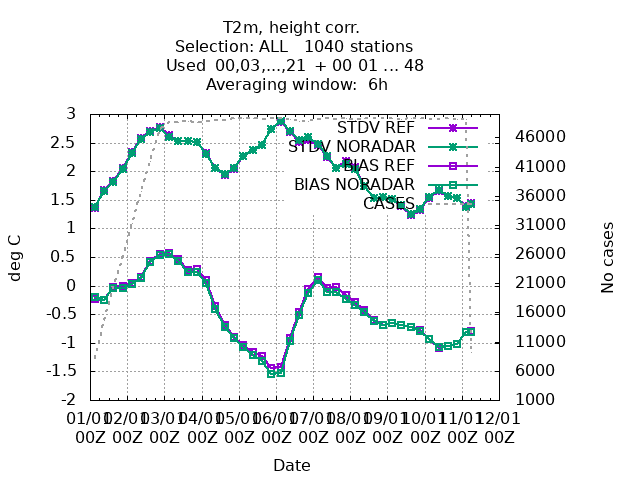 T2m, height corr.
Selection: ALL   1040 stations
Used  00,03,...,21  + 00 01 ... 48
Averaging window:  6h
deg C
3
2.5
2
1.5
1
0.5
0
-0.5
-1
-1.5
-2
STDV REF
STDV NORADAR
BIAS REF
BIAS NORADAR
CASES
46000
41000
36000
31000
26000
21000
16000
11000
6000
1000
No cases
01/01 02/01 03/01 04/01 05/01 06/01 07/01 08/01 09/01 10/01 11/01 12/01
00Z 00Z 00Z 00Z 00Z 00Z 00Z 00Z 00Z 00Z 00Z 00Z
Date